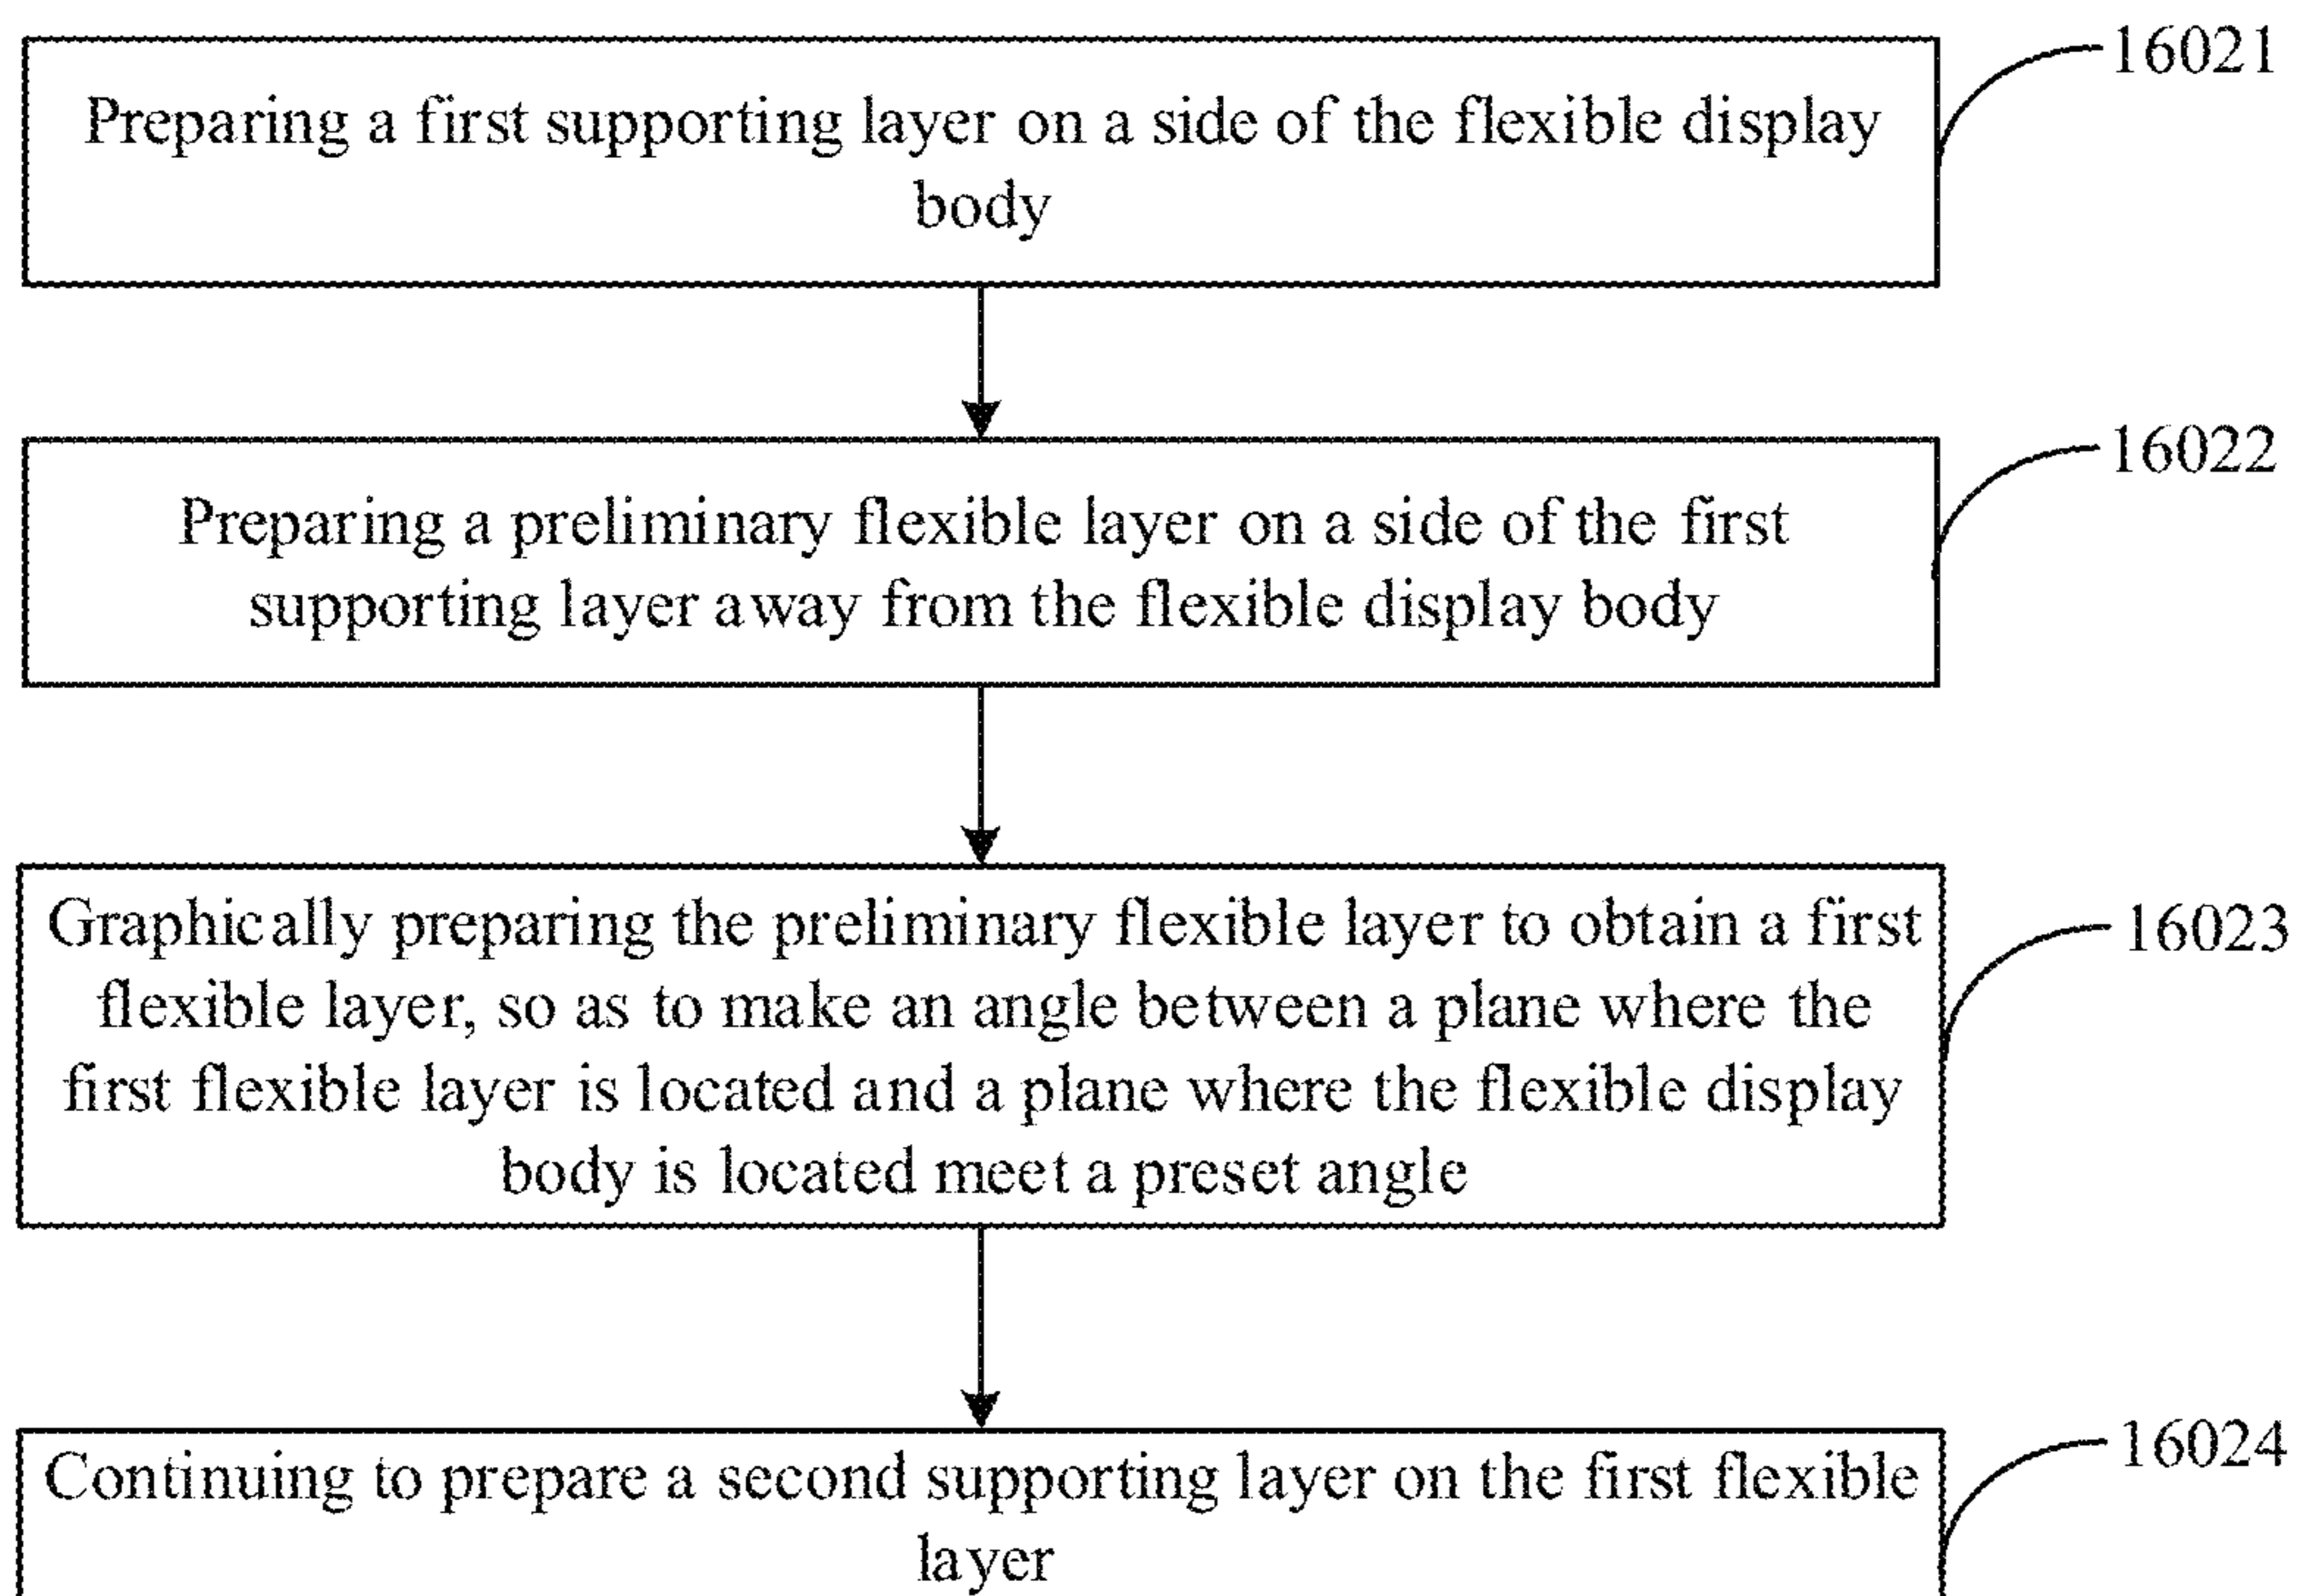 16021
Preparing a first supporting layer on a side of the flexible display
body
16022
Preparing a preliminary flexible layer on a side of the first
supporting layer away from the flexible display body
Graphically preparing the preliminary flexible layer to obtain a first
16023
flexible layer, so as to make an angle between a plane where the
first flexible layer is located and a plane where the flexible display
body is located meet a preset angle
16024
Continuing to prepare a second supporting layer on the first flexible
layer